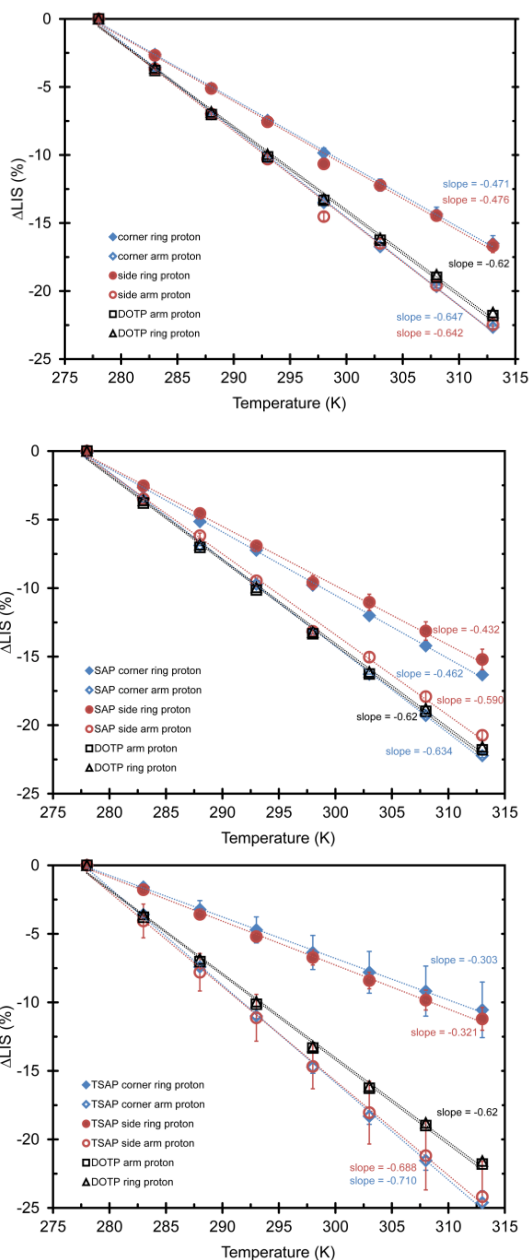 0
-5
-10
-15
-20
-25
ΔLIS (%)
slope = -0.471
slope = -0.476
slope = -0.62
slope = -0.647
slope = -0.642
corner ring proton
corner arm proton
side ring proton
side arm proton
DOTP arm proton
DOTP ring proton
275 280 285 290 295 300 305 310 315
Temperature (K)
0
-5
-10
-15
-20
-25
ΔLIS (%)
slope = -0.432
slope = -0.462
slope = -0.590
slope = -0.62
slope = -0.634
SAP corner ring proton
SAP corner arm proton
SAP side ring proton
SAP side arm proton
DOTP arm proton
DOTP ring proton
275 280 285 290 295 300 305 310 315
Temperature (K)
0
-5
-10
-15
-20
-25
ΔLIS (%)
slope = -0.303
slope = -0.321
slope = -0.62
slope = -0.688
slope = -0.710
TSAP corner ring proton
TSAP corner arm proton
TSAP side ring proton
TSAP side arm proton
DOTP arm proton
DOTP ring proton
275 280 285 290 295 300 305 310 315
Temperature (K)